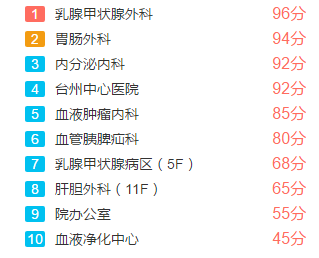 1 乳腺甲状腺外科 96分
2 胃肠外科 94分
3 内分泌内科 92分
4 台州中心医院 92分
5 血液肿瘤内科 85分
6 血管胰脾疝科 80分
7 乳腺甲状腺病区（5F） 68分
8 肝胆外科（11F） 65分
9 院办公室 55分
10 血液净化中心 45分